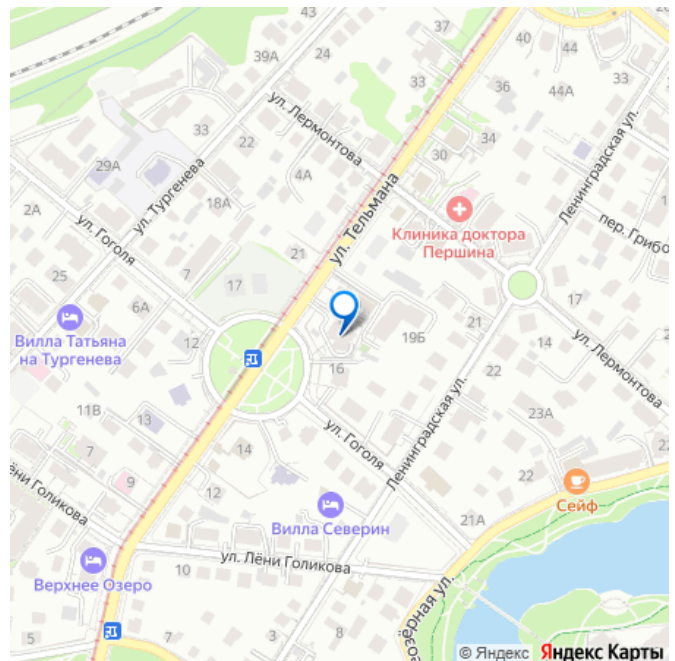 43
40
44
39А
24
42
36
44А
33
ул. Лермонтова
33
34
22
30
29А
4А
Ленинградская ул.
ул. Тургенева
ул. Тельмана
18А
2А
Клиника доктора
Першина
пер. Грибо
ул. Гоголя
21
25
7
17
6А
17
Вилла Татьяна
на Тургенева
12
19Б
21
ул. Лермонтова
14
16
22
11В
13
23А
ул. Гоголя
Ленинградская ул.
7
14
22
22
9
12
Сейф
Лёни Голикова
Вилла Северин
21А
ул. Лёни Голикова
Верхнее Озеро
10
5
7
3
8
© Яндекс Яндекс Карты